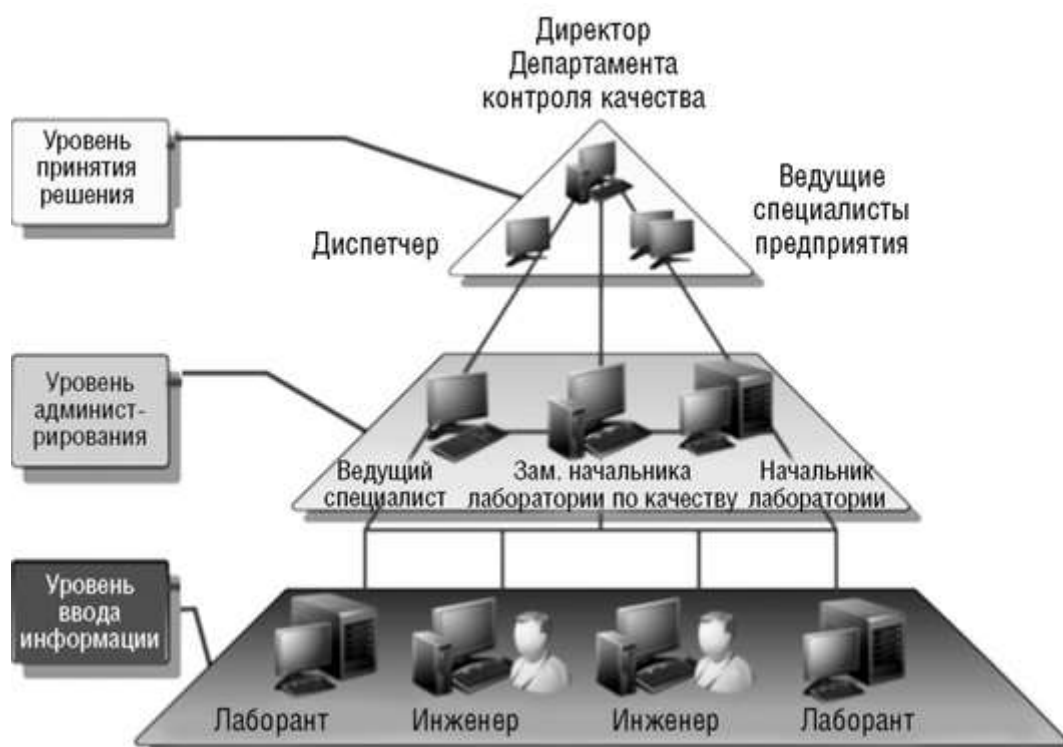 Директор
Департамента
контроля качества
Уровень
принятия
решения
Ведущие
специалисты
предприятия
Диспетчер
Уровень
админист-
рирования
Ведущий
специалист
Зам. начальника
лаборатории по качеству
Начальник
лаборатории
Уровень
ввода
информации
Лаборант
Инженер
Инженер
Лаборант